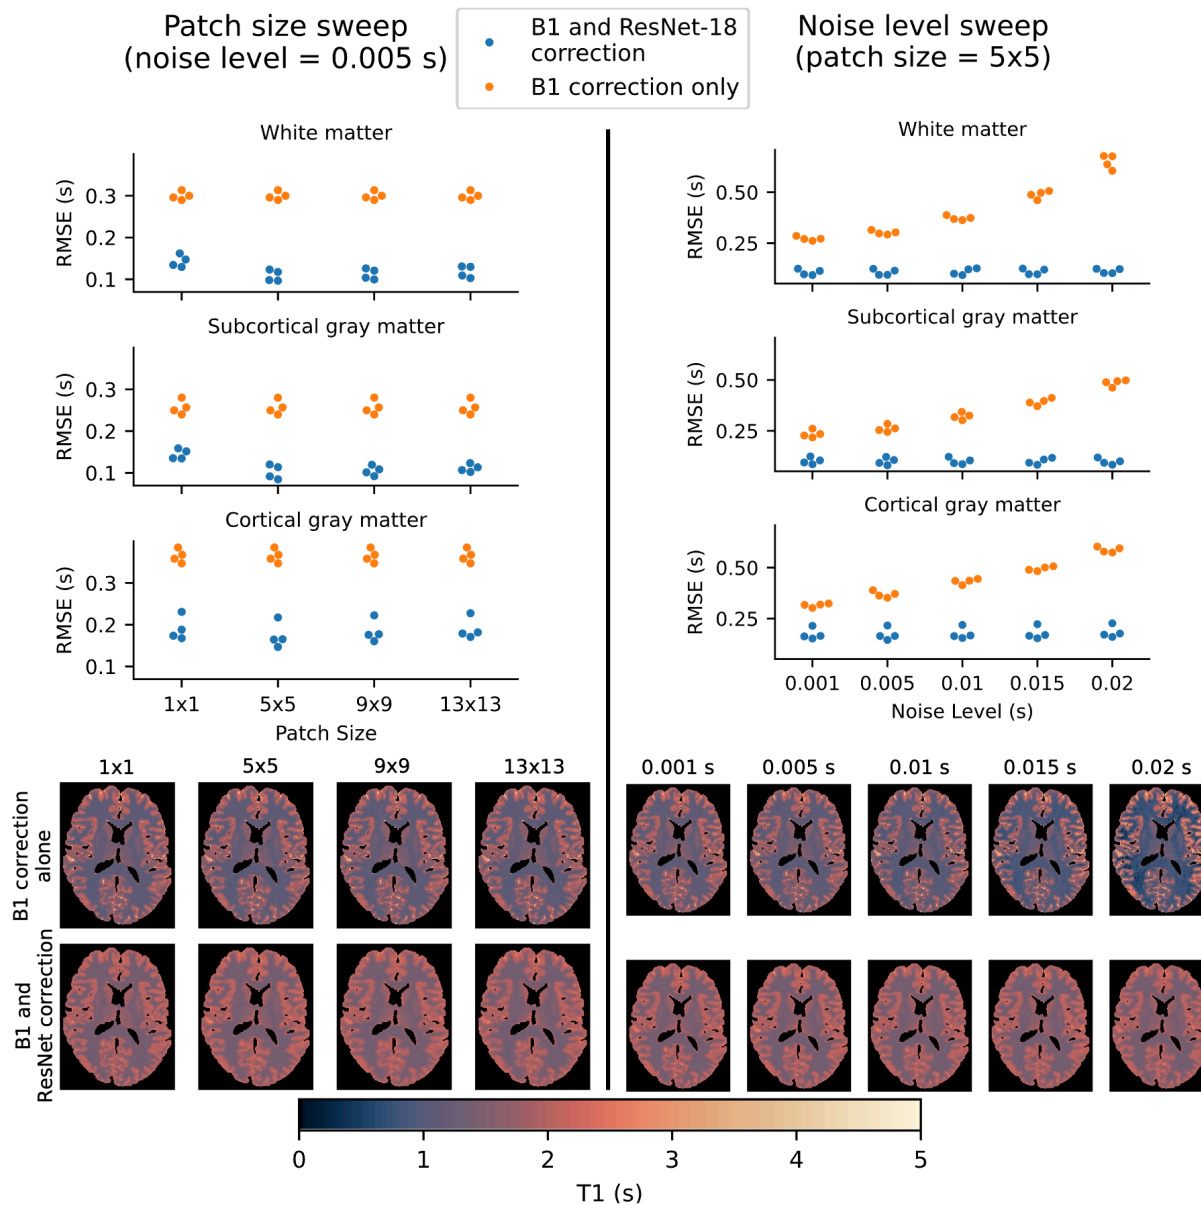 Patch size sweep
(noise level = 0.005 s)
B1 and ResNet-18
correction
B1 correction only
Noise level sweep
(patch size = 5x5)
White matter
RMSE (s)
0.3
0.2
0.1
Subcortical gray matter
RMSE (s)
0.3
0.2
0.1
Cortical gray matter
RMSE (s)
0.3
0.2
0.1
1x1 5x5 9x9 13x13
Patch Size
White matter
RMSE (s)
0.50
0.25
Subcortical gray matter
RMSE (s)
0.50
0.25
Cortical gray matter
RMSE (s)
0.50
0.25
0.001 0.005 0.01 0.015 0.02
Noise Level (s)
1x1 5x5 9x9 13x13
0.001 s 0.005 s 0.01 s 0.015 s 0.02 s
B1 correction
alone
B1 and
ResNet correction
0 1 2 3 4 5
T1 (s)